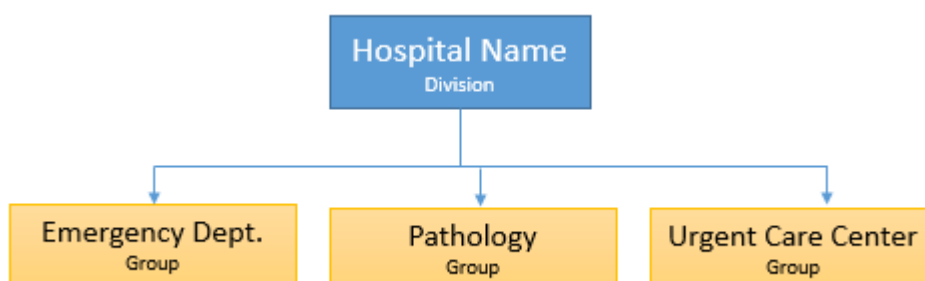 Hospital Name
Division
Emergency Dept.
Group
Pathology
Group
Urgent Care Center
Group